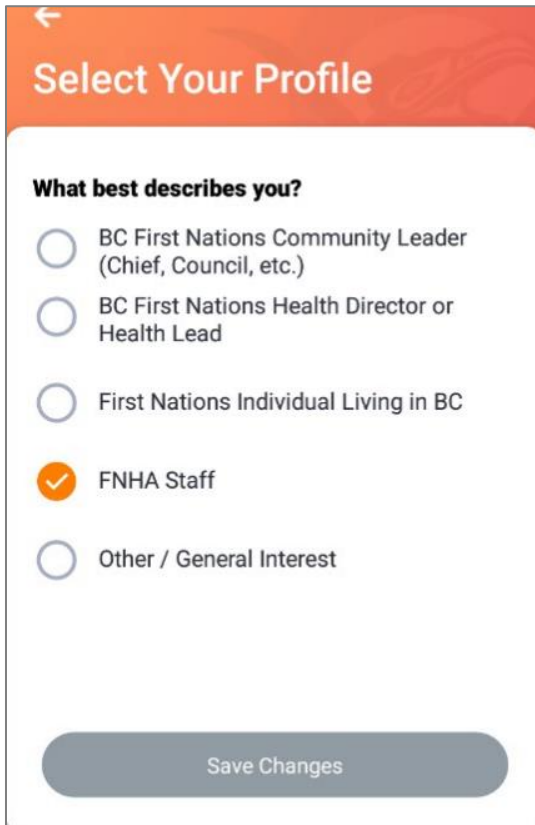 Select Your Profile
What best describes you?
BC First Nations Community Leader
(Chief, Council, etc.)
BC First Nations Health Director or
Health Lead
First Nations Individual Living in BC
FNHA Staff
Other / General Interest
Save Changes